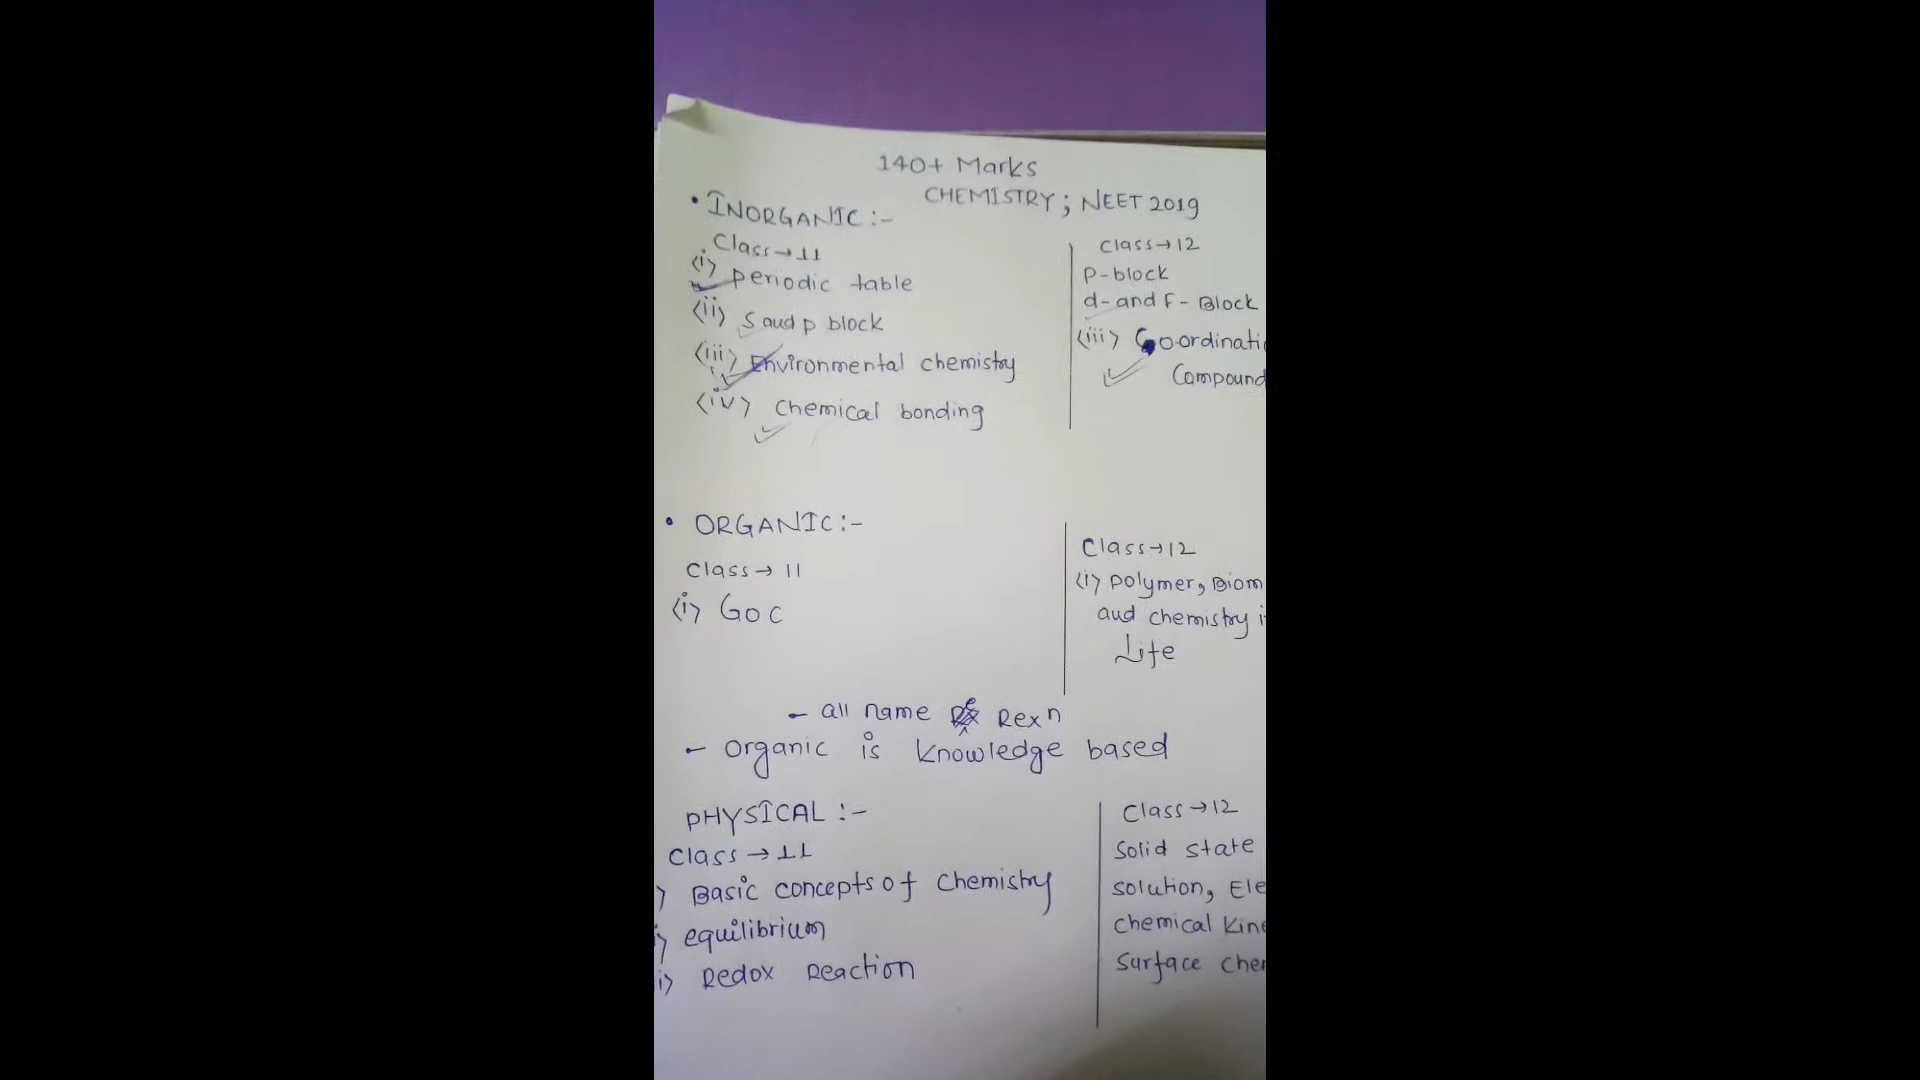 140+ Marks
CHEMISTRY; NEET 2019
• INORGANIC :-
Class → 11
(i) periodic table
(ii) S and p block
(iii) Environmental chemistry
(iv) chemical bonding
Class → 12
P-block
d- and F- Block
(iii) Co-ordinati
Compound
• ORGANIC :-
Class → 11
(i) GOC
Class → 12
(i) Polymer, Biom
and chemistry i
Life
- all name Rexn
- organic is knowledge based
PHYSICAL :-
Class → 11
) Basic concepts of chemistry
i) equilibrium
i) Redox Reaction
Class → 12
Solid state
solution, Ele
chemical Kine
Surface Che